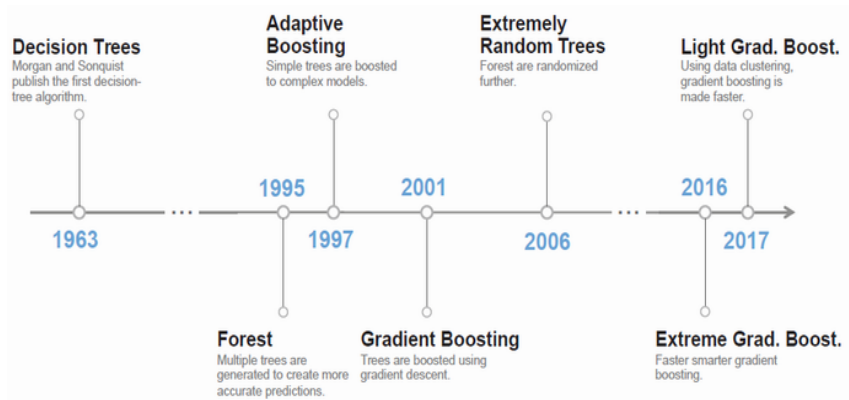 Decision Trees
Morgan and Sonquist
publish the first decision-
tree algorithm.
1963
1995
Forest
Multiple trees are
generated to create more
accurate predictions.
Adaptive
Boosting
Simple trees are boosted
to complex models.
1997
2001
Gradient Boosting
Trees are boosted using
gradient descent.
Extremely
Random Trees
Forest are randomized
further.
2006
2016
Extreme Grad. Boost.
Faster smarter gradient
boosting.
Light Grad. Boost.
Using data clustering,
gradient boosting is
made faster.
2017